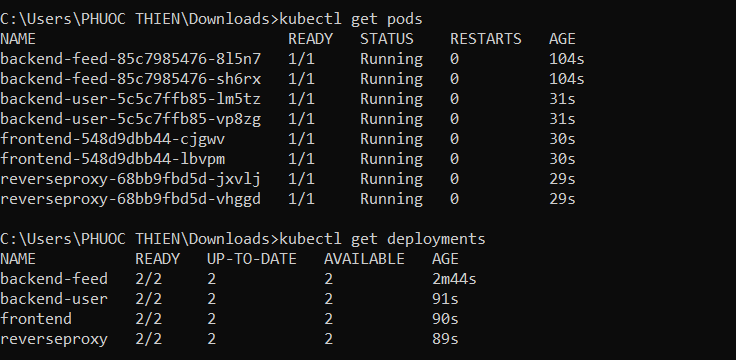 C:\Users\PHUOC THIEN\Downloads>kubectl get pods
NAME READY STATUS RESTARTS AGE
backend-feed-85c7985476-8l5n7 1/1 Running 0 104s
backend-feed-85c7985476-sh6rx 1/1 Running 0 104s
backend-user-5c5c7ffb85-lm5tz 1/1 Running 0 31s
backend-user-5c5c7ffb85-vp8zg 1/1 Running 0 31s
frontend-548d9dbb44-cjgwv 1/1 Running 0 30s
frontend-548d9dbb44-lbvpm 1/1 Running 0 30s
reverseproxy-68bb9fbd5d-jxvlj 1/1 Running 0 29s
reverseproxy-68bb9fbd5d-vhggd 1/1 Running 0 29s
C:\Users\PHUOC THIEN\Downloads>kubectl get deployments
NAME READY UP-TO-DATE AVAILABLE AGE
backend-feed 2/2 2 2 2m44s
backend-user 2/2 2 2 91s
frontend 2/2 2 2 90s
reverseproxy 2/2 2 2 89s